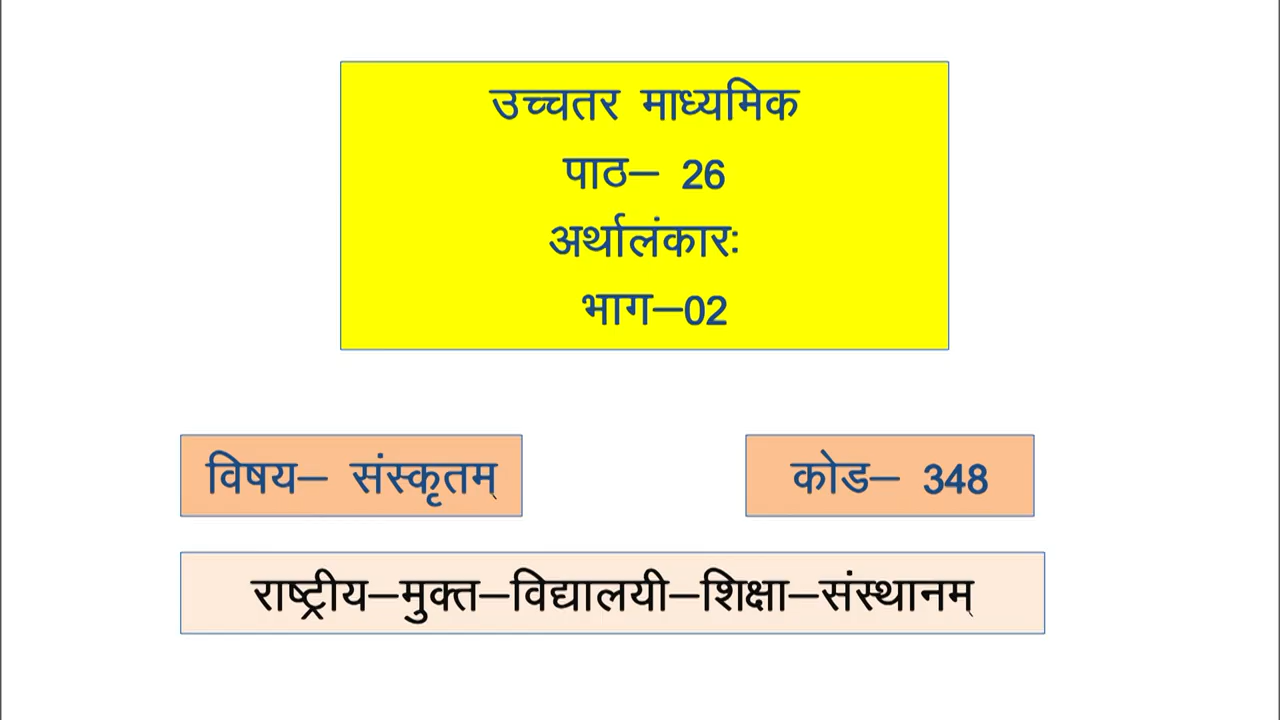 उच्चतर माध्यमिक
पाठ– 26
अर्थालंकारः
भाग–02
विषय– संस्कृतम्
कोड– 348
राष्ट्रीय–मुक्त–विद्यालयी–शिक्षा–संस्थानम्